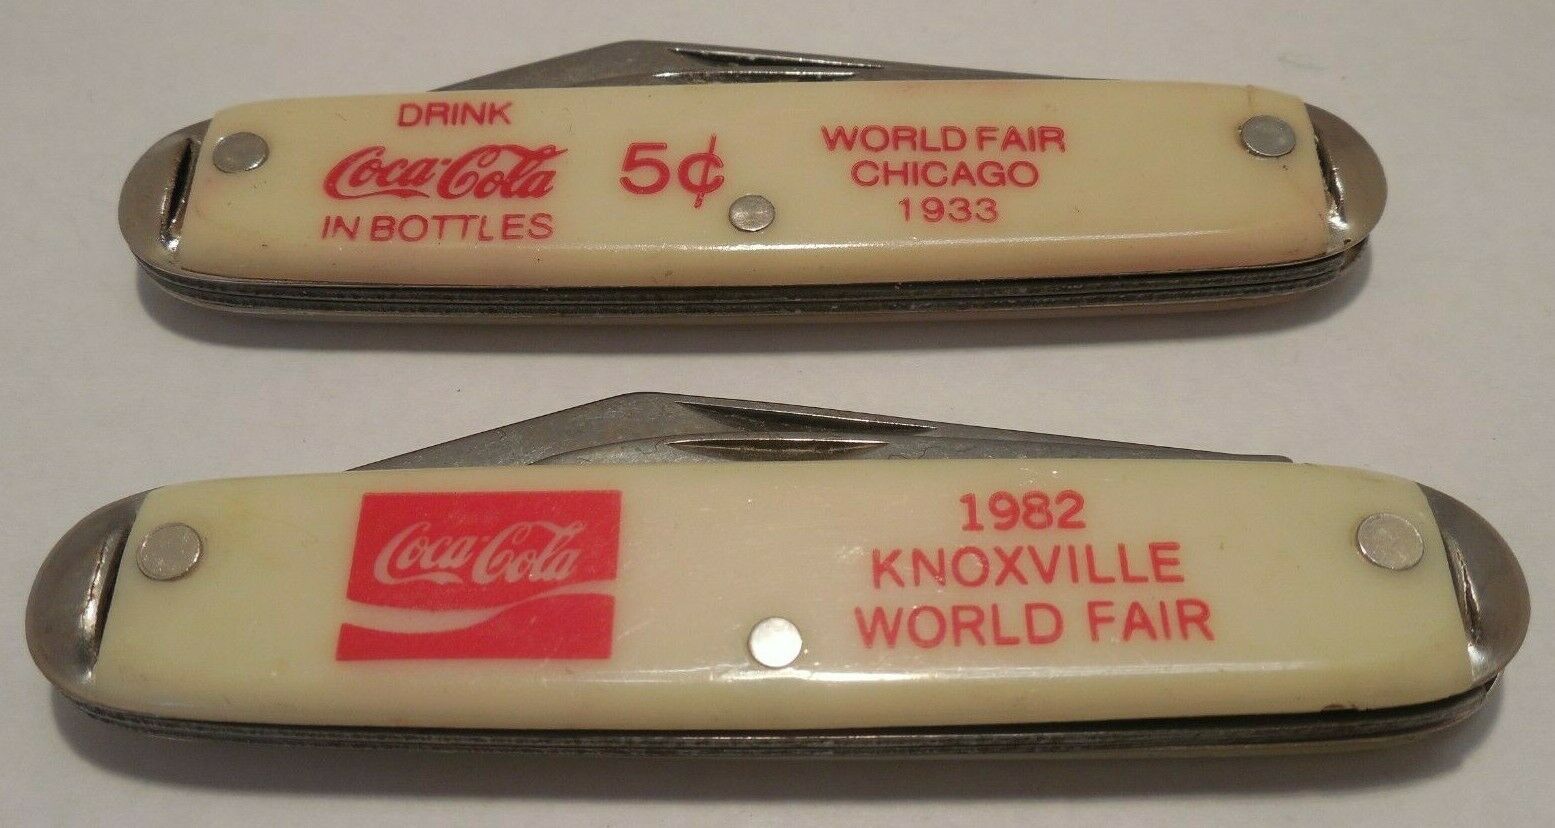 DRINK
Coca-Cola
IN BOTTLES
5¢
WORLD FAIR
CHICAGO
1933
Coca-Cola
1982
KNOXVILLE
WORLD FAIR